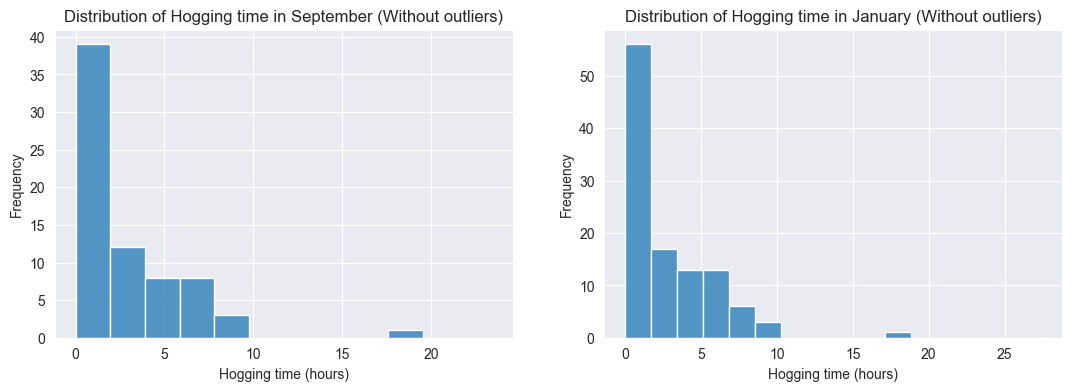 Distribution of Hogging time in September (Without outliers)
40
35
30
25
20
15
10
5
0
Frequency
0 5 10 15 20
Hogging time (hours)
Distribution of Hogging time in January (Without outliers)
50
40
30
20
10
0
Frequency
0 5 10 15 20 25
Hogging time (hours)